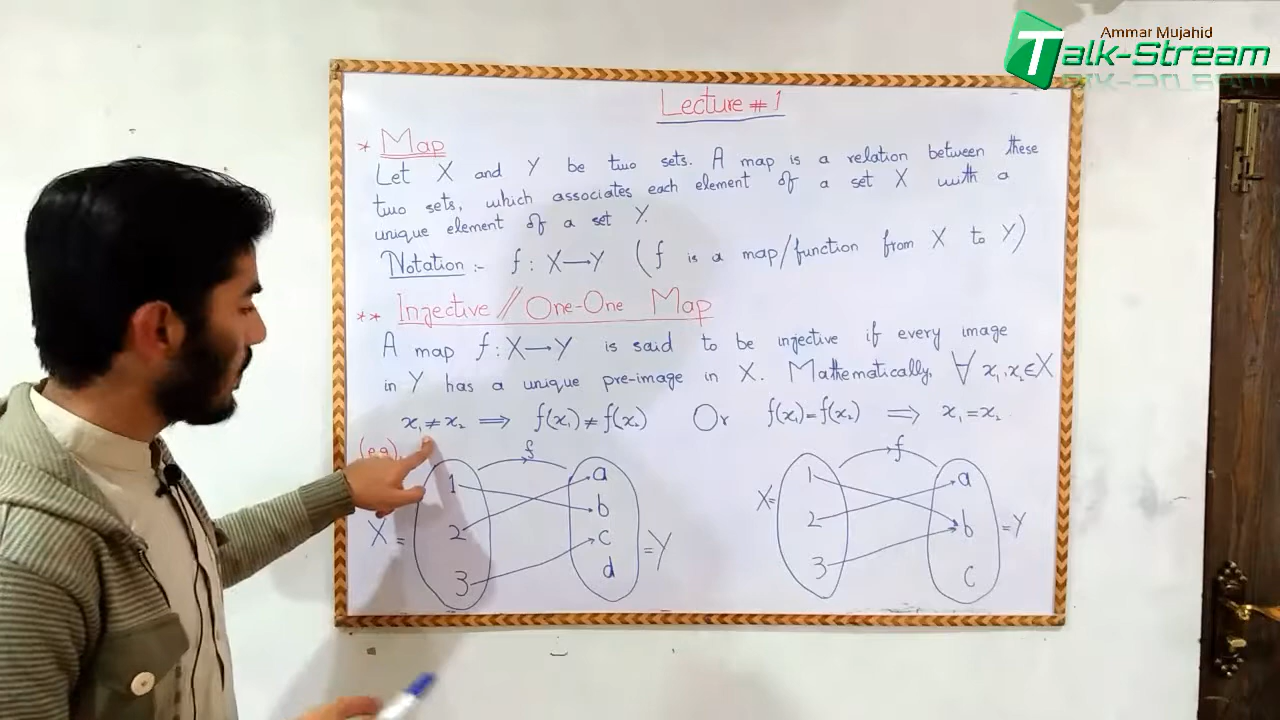 Ammar Mujahid
Talk-Stream
Lecture # 1
* Map
Let X and Y be two sets. A map is a relation between these
two sets, which associates each element of a set X with a
unique element of a set Y.
Notation :- f : X→Y (f is a map/function from X to Y)
** Injective // One-One Map
A map f : X→Y is said to be injective if every image
in Y has a unique pre-image in X. Mathematically, ∀ x₁, x₂ ∈ X
x₁ ≠ x₂ ⟹ f(x₁) ≠ f(x₂) Or f(x₁) = f(x₂) ⟹ x₁ = x₂
(e.g).
f f
1 a 1 a
2 b 2 b
3 c 3 c
d
X = = Y X = = Y